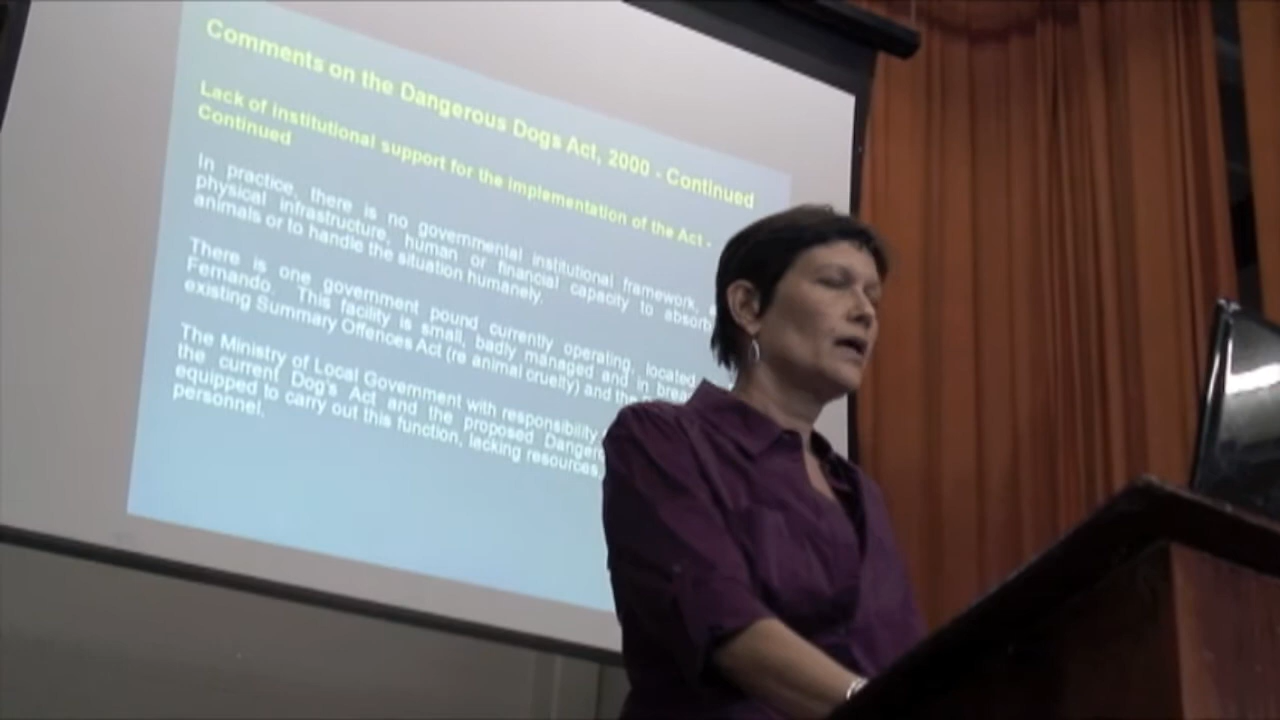 Comments on the Dangerous Dogs Act, 2000 - Continued
Lack of institutional support for the implementation of the Act -
Continued
In practice, there is no governmental institutional framework,
physical infrastructure, human or financial capacity to absorb
animals or to handle the situation humanely.
There is one government pound currently operating, located
Fernando. This facility is small, badly managed and in
existing Summary Offences Act (re animal cruelty) and the
The Ministry of Local Government with responsibility
the current Dog's Act and the proposed
equipped to carry out this function, lacking resources,
personnel.